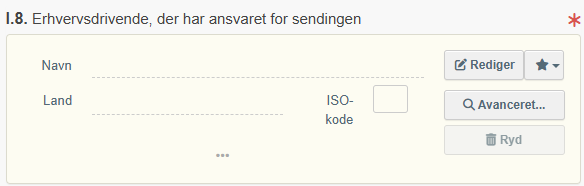 I.8. Erhvervsdrivende, der har ansvaret for sendingen *
Navn
Rediger
Land
ISO-
kode
Avanceret...
Ryd
•••